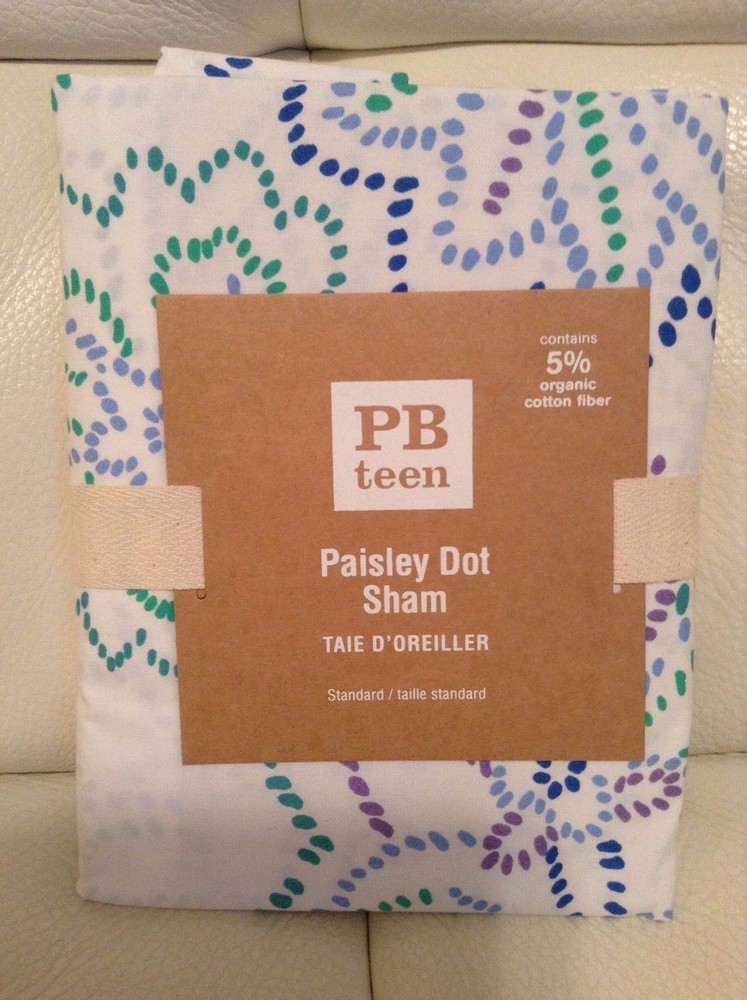 contains
5%
organic
cotton fiber
PB
teen
Paisley Dot
Sham
TAIE D'OREILLER
Standard / taille standard